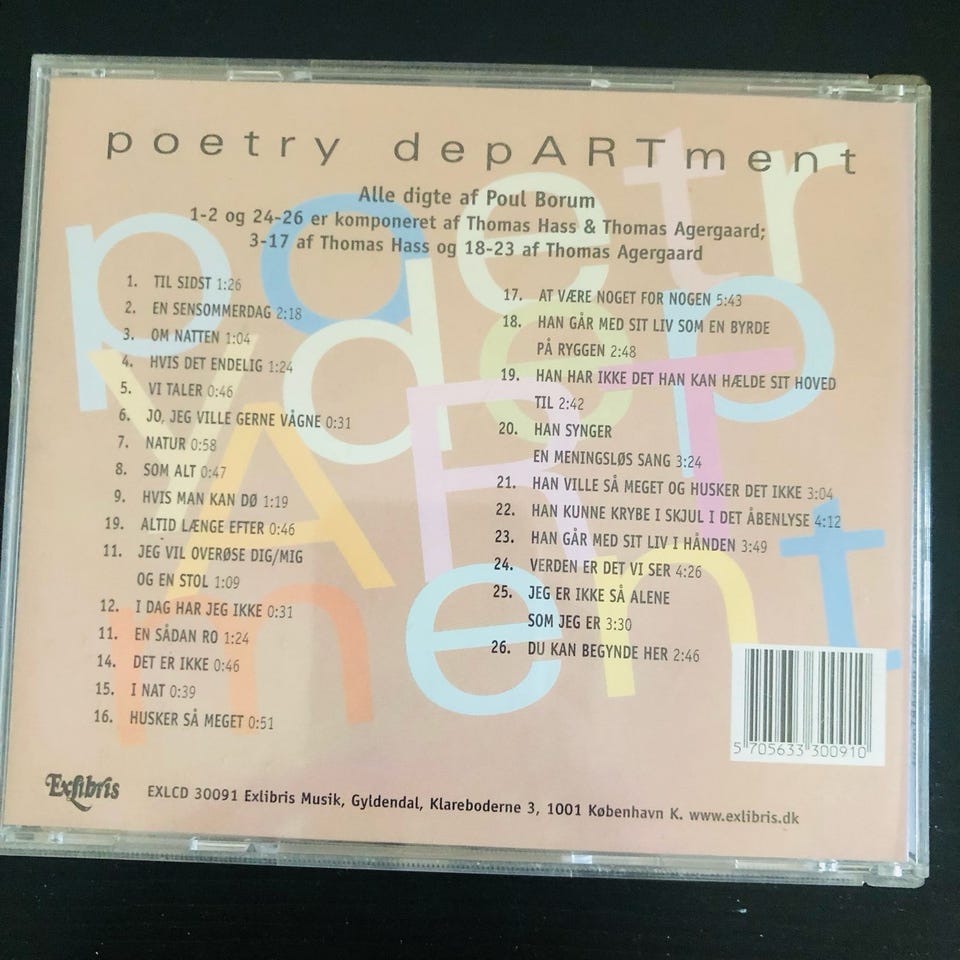 poetry depARTment
Alle digte af Poul Borum
1-2 og 24-26 er komponeret af Thomas Hass & Thomas Agergaard;
3-17 af Thomas Hass og 18-23 af Thomas Agergaard
1. TIL SIDST 1:26
2. EN SENSOMMERDAG 2:18
3. OM NATTEN 1:04
4. HVIS DET ENDELIG 1:24
5. VI TALER 0:46
6. JO, JEG VILLE GERNE VÅGNE 0:31
7. NATUR 0:58
8. SOM ALT 0:47
9. HVIS MAN KAN DØ 1:19
19. ALTID LÆNGE EFTER 0:46
11. JEG VIL OVERØSE DIG/MIG
OG EN STOL 1:09
12. I DAG HAR JEG IKKE 0:31
11. EN SÅDAN RO 1:24
14. DET ER IKKE 0:46
15. I NAT 0:39
16. HUSKER SÅ MEGET 0:51
17. AT VÆRE NOGET FOR NOGEN 5:43
18. HAN GÅR MED SIT LIV SOM EN BYRDE
PÅ RYGGEN 2:48
19. HAN HAR IKKE DET HAN KAN HÆLDE SIT HOVED
TIL 2:42
20. HAN SYNGER
EN MENINGSLØS SANG 3:24
21. HAN VILLE SÅ MEGET OG HUSKER DET IKKE 3:04
22. HAN KUNNE KRYBE I SKJUL I DET ÅBENLYSE 4:12
23. HAN GÅR MED SIT LIV I HÅNDEN 3:49
24. VERDEN ER DET VI SER 4:26
25. JEG ER IKKE SÅ ALENE
SOM JEG ER 3:30
26. DU KAN BEGYNDE HER 2:46
poetry
depART
ment
5 705633 300910
Exlibris
EXLCD 30091 Exlibris Musik, Gyldendal, Klareboderne 3, 1001 København K. www.exlibris.dk